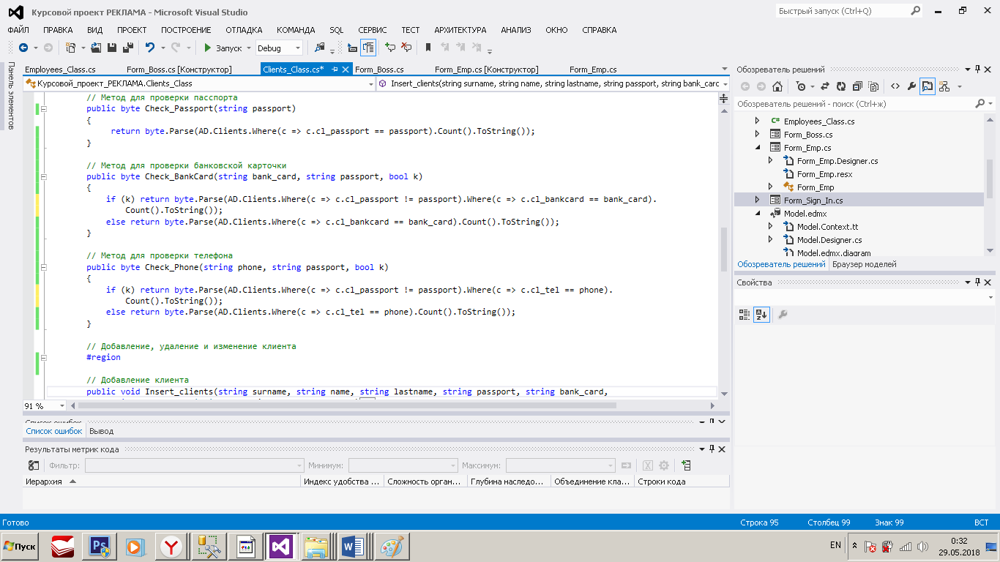 Курсовой проект РЕКЛАМА - Microsoft Visual Studio
Быстрый запуск (Ctrl+Q)
ФАЙЛ ПРАВКА ВИД ПРОЕКТ ПОСТРОЕНИЕ ОТЛАДКА КОМАНДА SQL СЕРВИС ТЕСТ АРХИТЕКТУРА АНАЛИЗ ОКНО СПРАВКА
Запуск Debug
Панель элементов
Employees_Class.cs Form_Boss.cs [Конструктор] Clients_Class.cs* Form_Boss.cs Form_Emp.cs [Конструктор] Form_Emp.cs
Курсовой_проект_РЕКЛАМА.Clients_Class
Insert_clients(string surname, string name, string lastname, string passport, string bank_carc
// Метод для проверки пасспорта
public byte Check_Passport(string passport)
{
return byte.Parse(AD.Clients.Where(c => c.cl_passport == passport).Count().ToString());
}
// Метод для проверки банковской карточки
public byte Check_BankCard(string bank_card, string passport, bool k)
{
if (k) return byte.Parse(AD.Clients.Where(c => c.cl_passport != passport).Where(c => c.cl_bankcard == bank_card).
Count().ToString());
else return byte.Parse(AD.Clients.Where(c => c.cl_bankcard == bank_card).Count().ToString());
}
// Метод для проверки телефона
public byte Check_Phone(string phone, string passport, bool k)
{
if (k) return byte.Parse(AD.Clients.Where(c => c.cl_passport != passport).Where(c => c.cl_tel == phone).
Count().ToString());
else return byte.Parse(AD.Clients.Where(c => c.cl_tel == phone).Count().ToString());
}
// Добавление, удаление и изменение клиента
#region
// Добавление клиента
public void Insert_clients(string surname, string name, string lastname, string passport, string bank_card,
91 %
Список ошибок
Список ошибок Вывод
Результаты метрик кода
Фильтр: Минимум: Максимум:
Иерархия Индекс удобства ... Сложность орган... Глубина наследо... Объединение кла... Строки кода
Обозреватель решений
Обозреватель решений - поиск (Ctrl+ж)
C# Employees_Class.cs
Form_Boss.cs
Form_Emp.cs
Form_Emp.Designer.cs
Form_Emp.resx
Form_Emp
Form_Sign_In.cs
Model.edmx
Model.Context.tt
Model.Designer.cs
Model.edmx.diagram
Обозреватель решений Браузер моделей
Свойства
Готово Строка 95 Столбец 99 Знак 99 ВСТ
Пуск
EN
0:32
29.05.2018